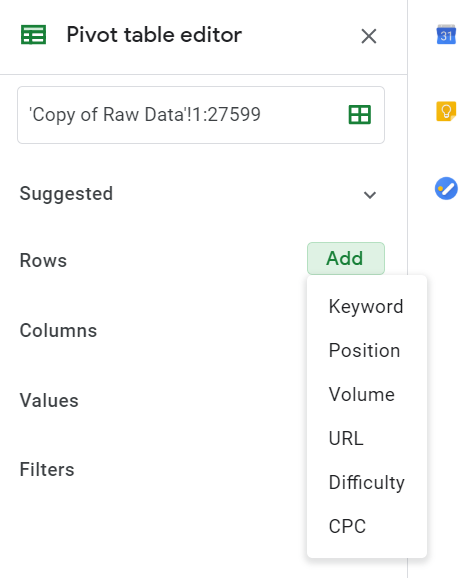 Pivot table editor
31
'Copy of Raw Data'!1:27599
Suggested
Rows
Add
Keyword
Columns
Position
Volume
Values
URL
Filters
Difficulty
CPC